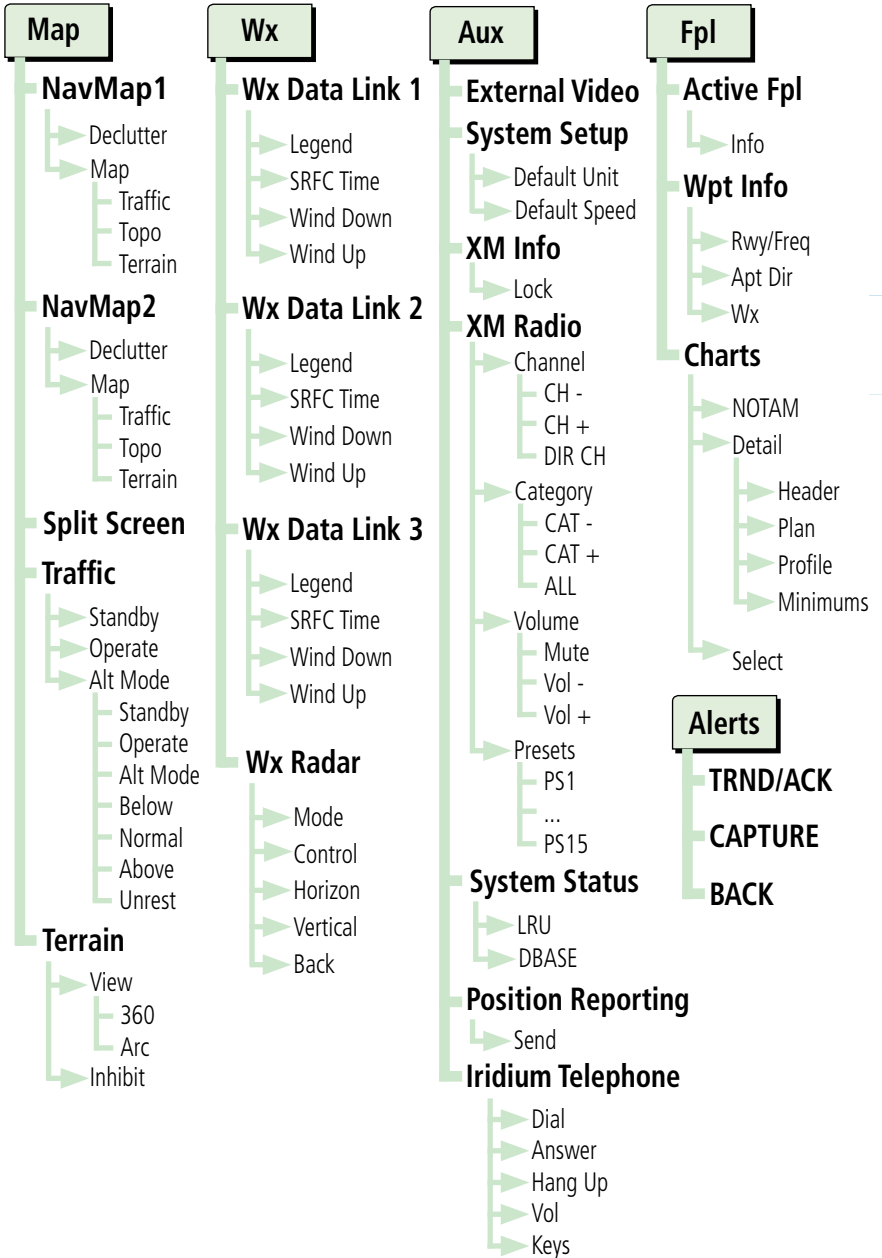 Map
NavMap1
Declutter
Map
Traffic
Topo
Terrain
NavMap2
Declutter
Map
Traffic
Topo
Terrain
Split Screen
Traffic
Standby
Operate
Alt Mode
Standby
Operate
Alt Mode
Below
Normal
Above
Unrest
Terrain
View
360
Arc
Inhibit
Wx
Wx Data Link 1
Legend
SRFC Time
Wind Down
Wind Up
Wx Data Link 2
Legend
SRFC Time
Wind Down
Wind Up
Wx Data Link 3
Legend
SRFC Time
Wind Down
Wind Up
Wx Radar
Mode
Control
Horizon
Vertical
Back
Aux
External Video
System Setup
Default Unit
Default Speed
XM Info
Lock
XM Radio
Channel
CH -
CH +
DIR CH
Category
CAT -
CAT +
ALL
Volume
Mute
Vol -
Vol +
Presets
PS1
...
PS15
System Status
LRU
DBASE
Position Reporting
Send
Iridium Telephone
Dial
Answer
Hang Up
Vol
Keys
Fpl
Active Fpl
Info
Wpt Info
Rwy/Freq
Apt Dir
Wx
Charts
NOTAM
Detail
Header
Plan
Profile
Minimums
Select
Alerts
TRND/ACK
CAPTURE
BACK